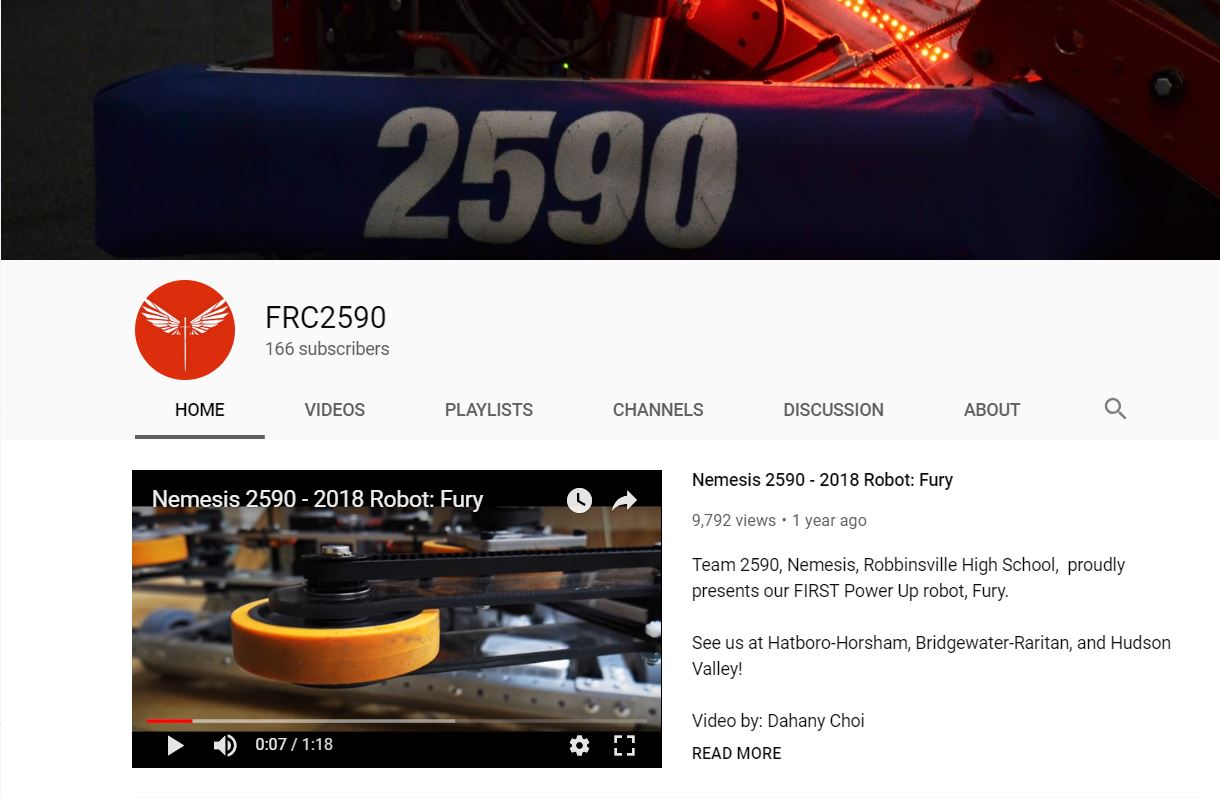 2590
FRC2590
166 subscribers
HOME VIDEOS PLAYLISTS CHANNELS DISCUSSION ABOUT
Nemesis 2590 - 2018 Robot: Fury
0:07 / 1:18
Nemesis 2590 - 2018 Robot: Fury
9,792 views • 1 year ago
Team 2590, Nemesis, Robbinsville High School, proudly
presents our FIRST Power Up robot, Fury.
See us at Hatboro-Horsham, Bridgewater-Raritan, and Hudson
Valley!
Video by: Dahany Choi
READ MORE